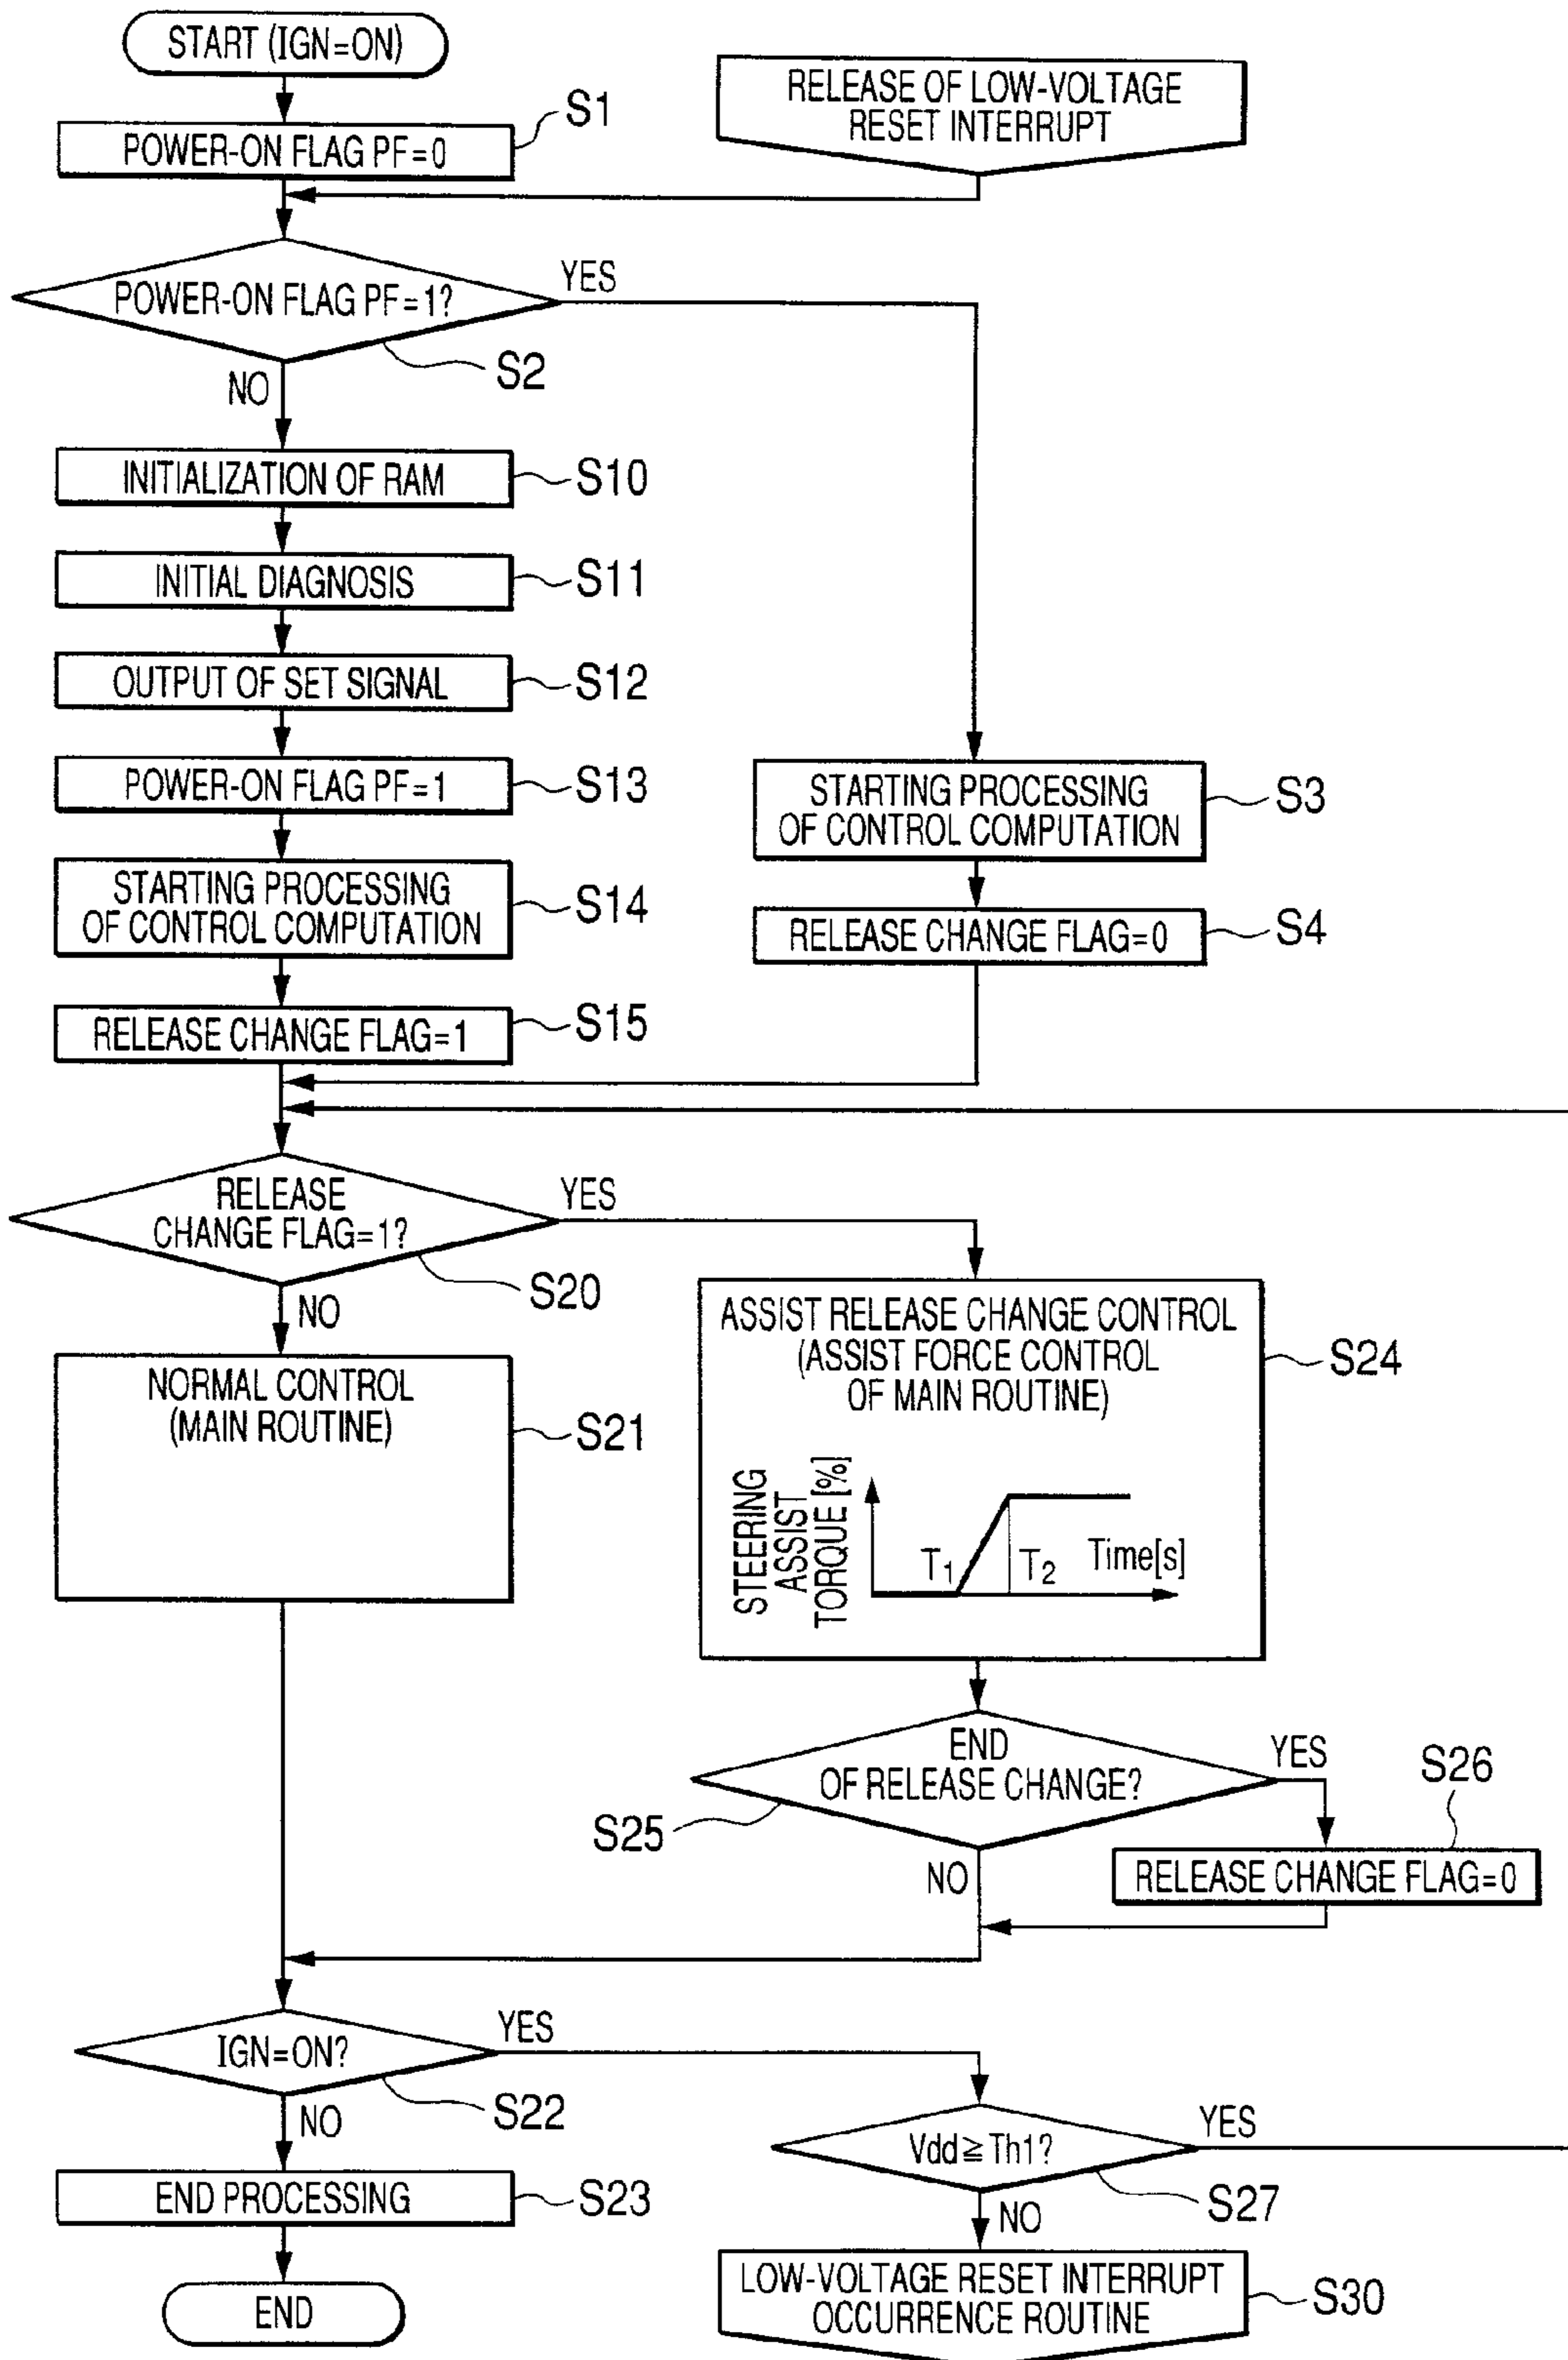 START (IGN=ON)
S1
POWER-ON FLAG PF=0
RELEASE OF LOW-VOLTAGE
RESET INTERRUPT
POWER-ON FLAG PF=1?
YES
S2
NO
INITIALIZATION OF RAM
S10
INITIAL DIAGNOSIS
S11
OUTPUT OF SET SIGNAL
S12
POWER-ON FLAG PF=1
S13
STARTING PROCESSING
OF CONTROL COMPUTATION
S3
STARTING PROCESSING
OF CONTROL COMPUTATION
S14
RELEASE CHANGE FLAG=0
S4
RELEASE CHANGE FLAG=1
S15
RELEASE
CHANGE FLAG=1?
YES
S20
NO
NORMAL CONTROL
(MAIN ROUTINE)
S21
ASSIST RELEASE CHANGE CONTROL
(ASSIST FORCE CONTROL
OF MAIN ROUTINE)
S24
STEERING
ASSIST
TORQUE [%]
T1
T2
Time[s]
END
OF RELEASE CHANGE?
YES
S26
S25
NO
RELEASE CHANGE FLAG=0
IGN=ON?
YES
S22
NO
Vdd≧Th1?
YES
S27
NO
END PROCESSING
S23
LOW-VOLTAGE RESET INTERRUPT
OCCURRENCE ROUTINE
S30
END